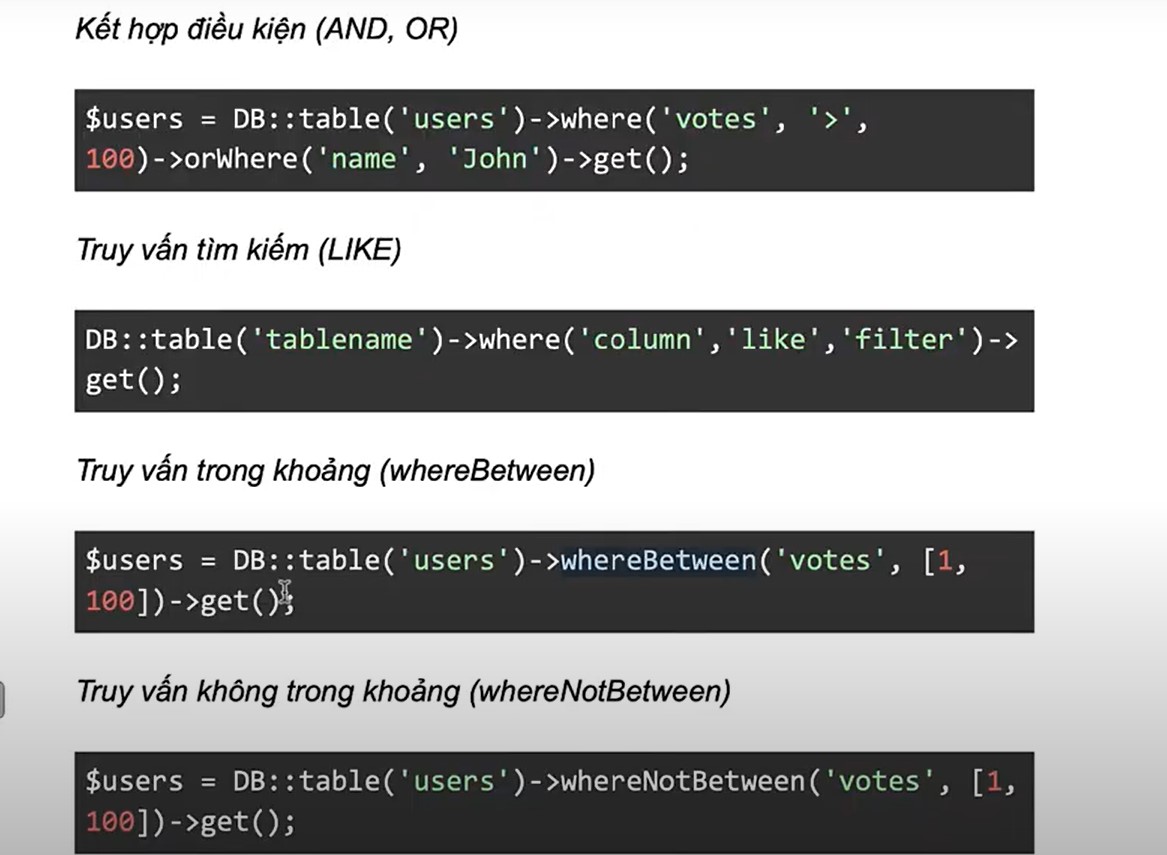 Kết hợp điều kiện (AND, OR)
$users = DB::table('users')->where('votes', '>',
100)->orWhere('name', 'John')->get();
Truy vấn tìm kiếm (LIKE)
DB::table('tablename')->where('column','like','filter')->
get();
Truy vấn trong khoảng (whereBetween)
$users = DB::table('users')->whereBetween('votes', [1,
100])->get();
Truy vấn không trong khoảng (whereNotBetween)
$users = DB::table('users')->whereNotBetween('votes', [1,
100])->get();